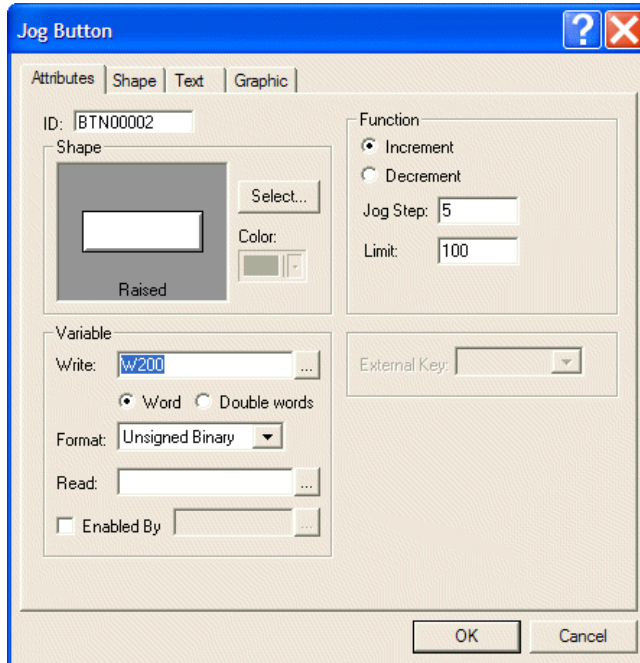 Jog Button
Attributes Shape Text Graphic
ID: BTN00002
Shape
Select...
Color:
Raised
Variable
Write: W200 ...
Word Double words
Format: Unsigned Binary
Read: ...
Enabled By ...
Function
Increment
Decrement
Jog Step: 5
Limit: 100
External Key:
OK Cancel